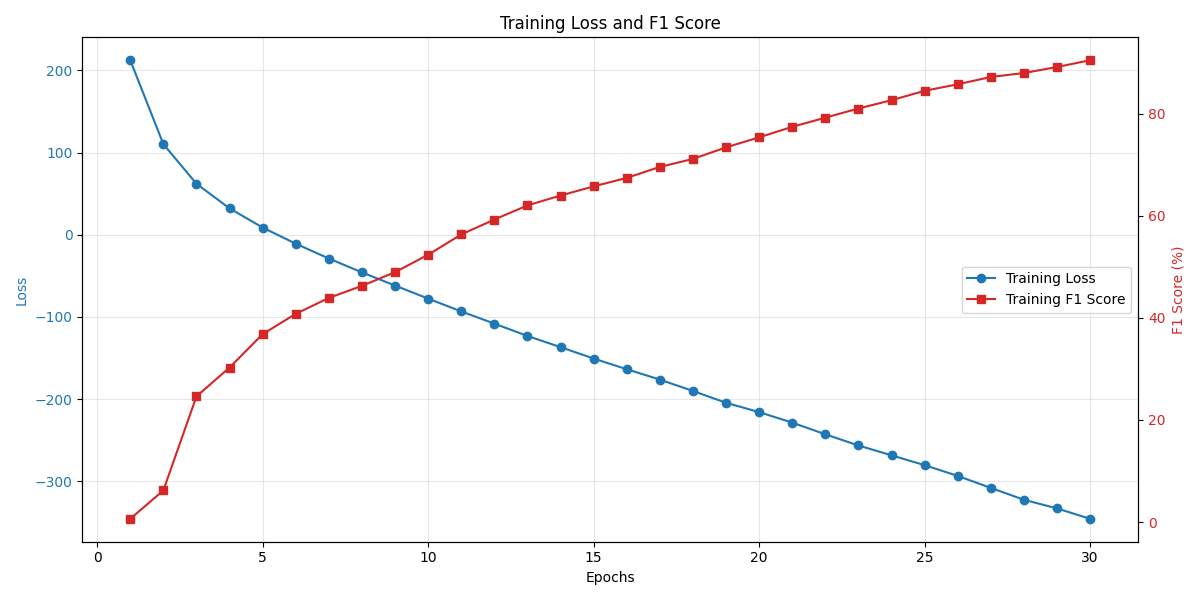 Training Loss and F1 Score
200
100
0
−100
−200
−300
Loss
80
60
40
20
0
F1 Score (%)
Training Loss
Training F1 Score
0 5 10 15 20 25 30
Epochs